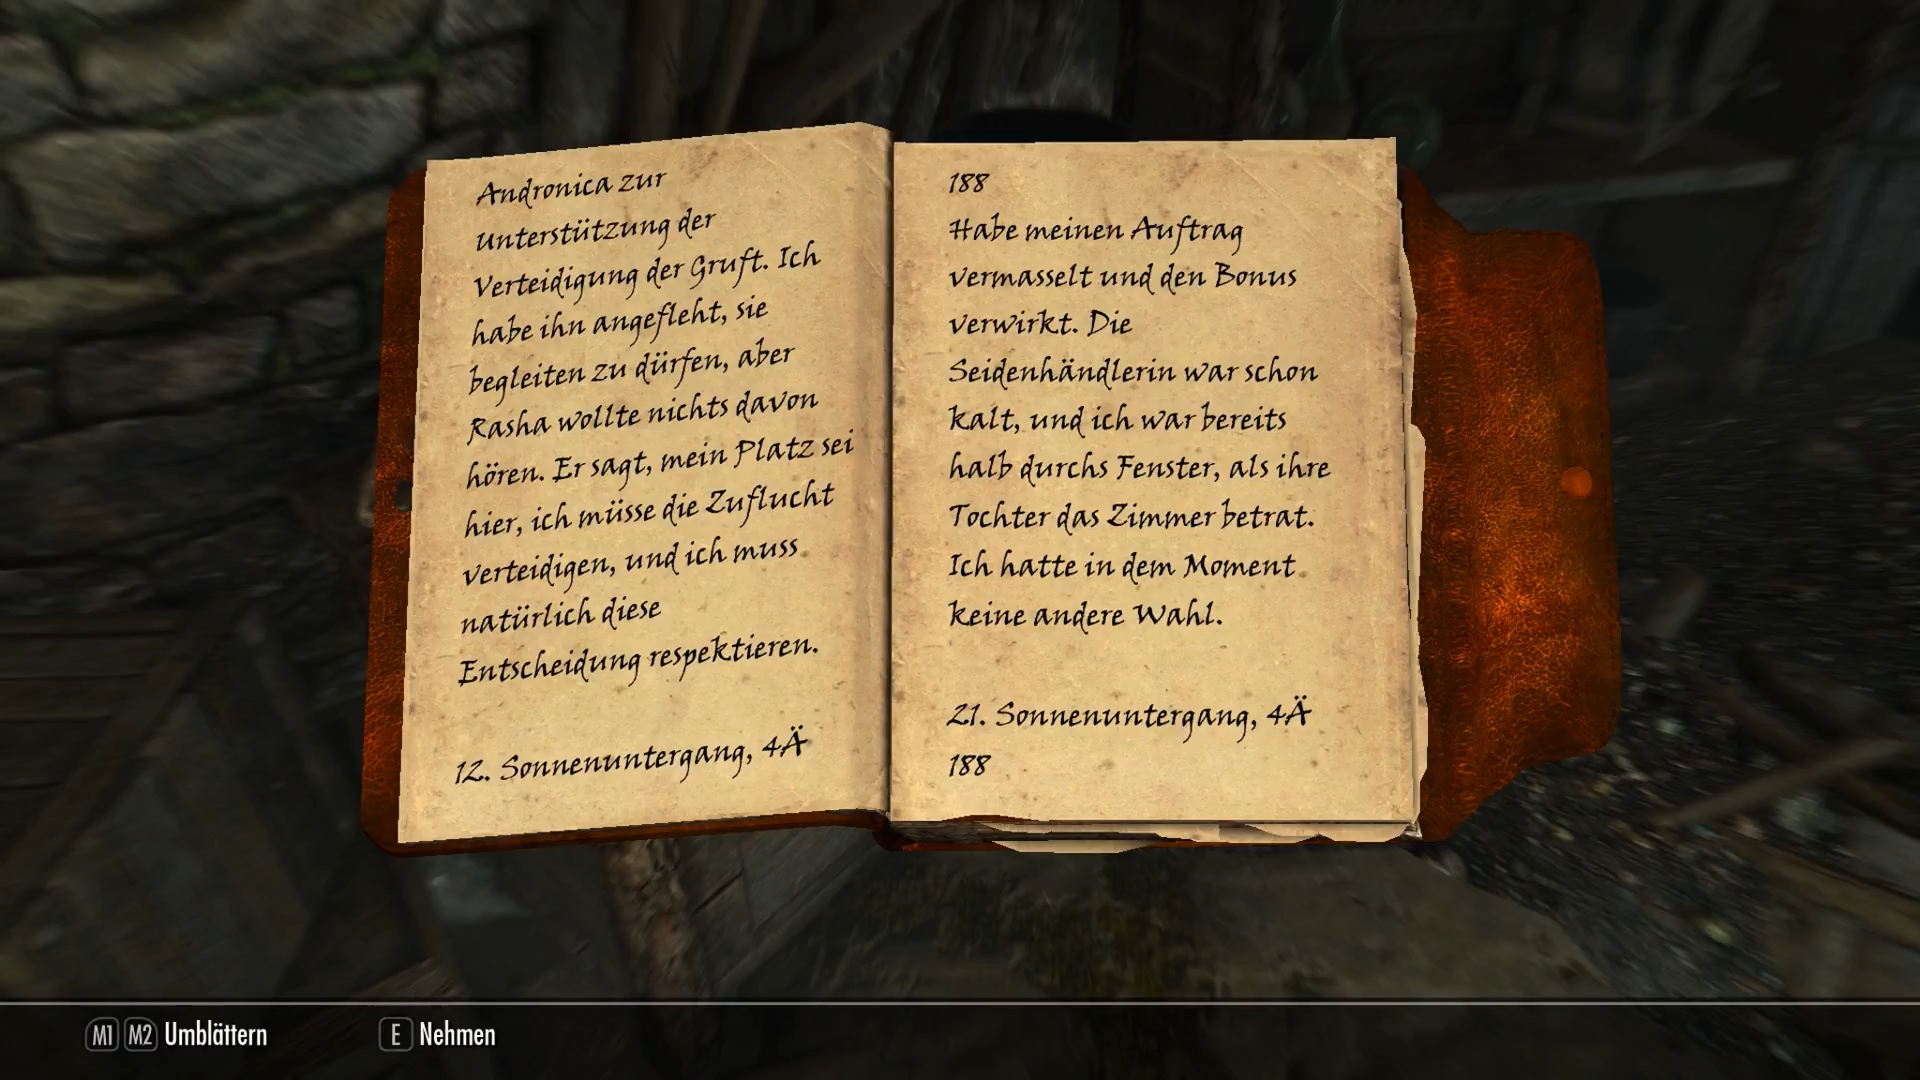 Andronica zur
Unterstützung der
Verteidigung der Gruft. Ich
habe ihn angefleht, sie
begleiten zu dürfen, aber
Rasha wollte nichts davon
hören. Er sagt, mein Platz sei
hier, ich müsse die Zuflucht
verteidigen, und ich muss
natürlich diese
Entscheidung respektieren.
12. Sonnenuntergang, 4Ä
188
Habe meinen Auftrag
vermasselt und den Bonus
verwirkt. Die
Seidenhändlerin war schon
kalt, und ich war bereits
halb durchs Fenster, als ihre
Tochter das Zimmer betrat.
Ich hatte in dem Moment
keine andere Wahl.
21. Sonnenuntergang, 4Ä
188
M1 M2 Umblättern
E Nehmen